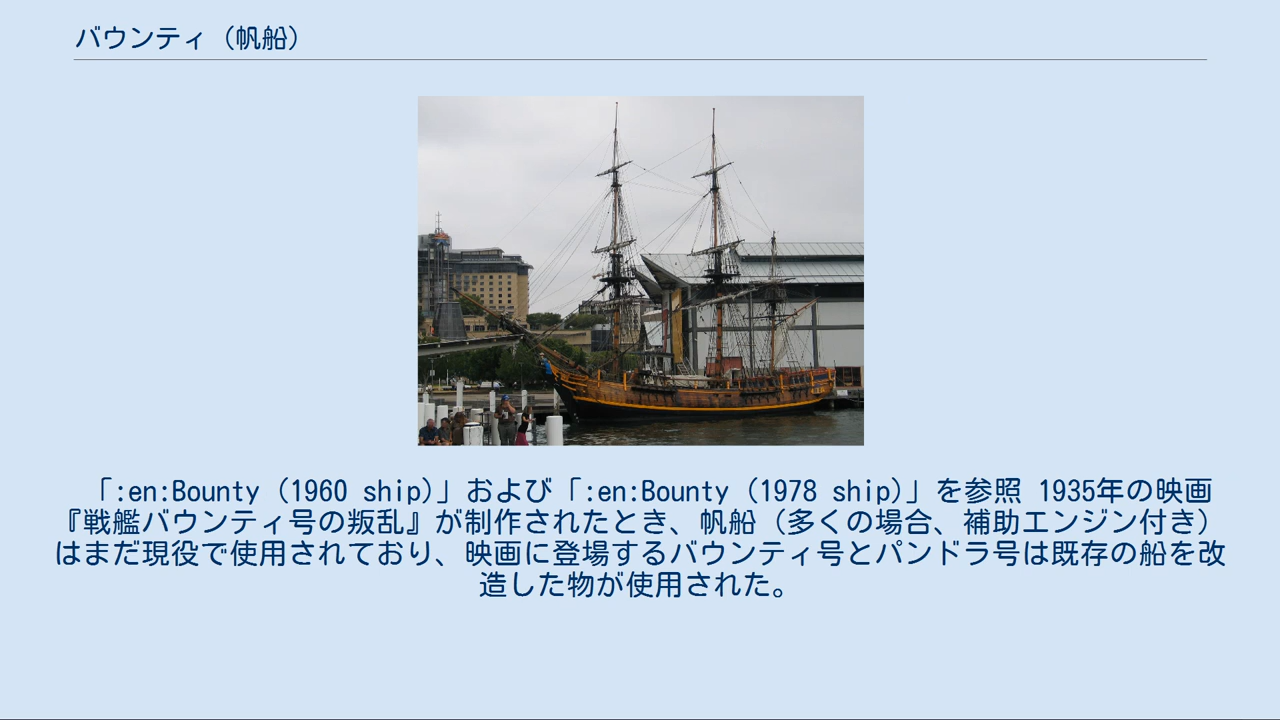 バウンティ（帆船）
「:en:Bounty (1960 ship)」および「:en:Bounty (1978 ship)」を参照 1935年の映画
『戦艦バウンティ号の叛乱』が制作されたとき、帆船（多くの場合、補助エンジン付き）
はまだ現役で使用されており、映画に登場するバウンティ号とパンドラ号は既存の船を改
造した物が使用された。